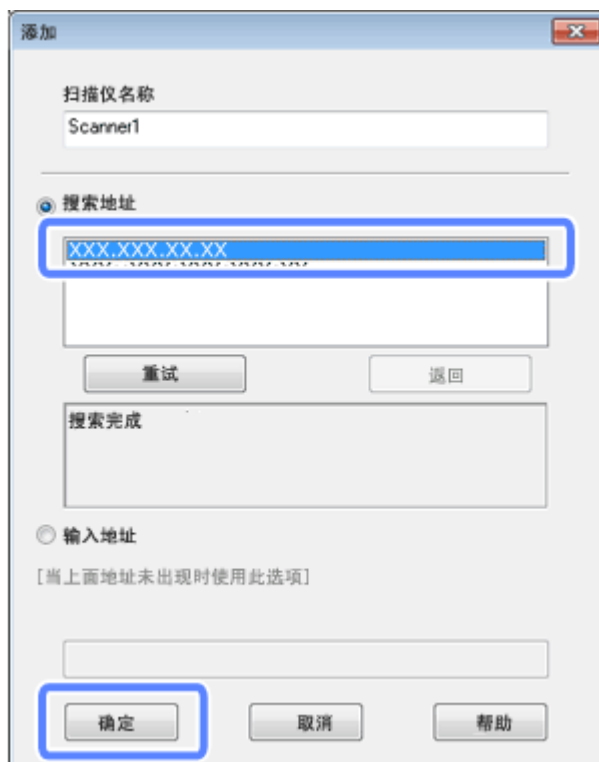 添加
扫描仪名称
Scanner1
搜索地址
XXX.XXX.XX.XX
重试
返回
搜索完成
输入地址
[当上面地址未出现时使用此选项]
确定
取消
帮助